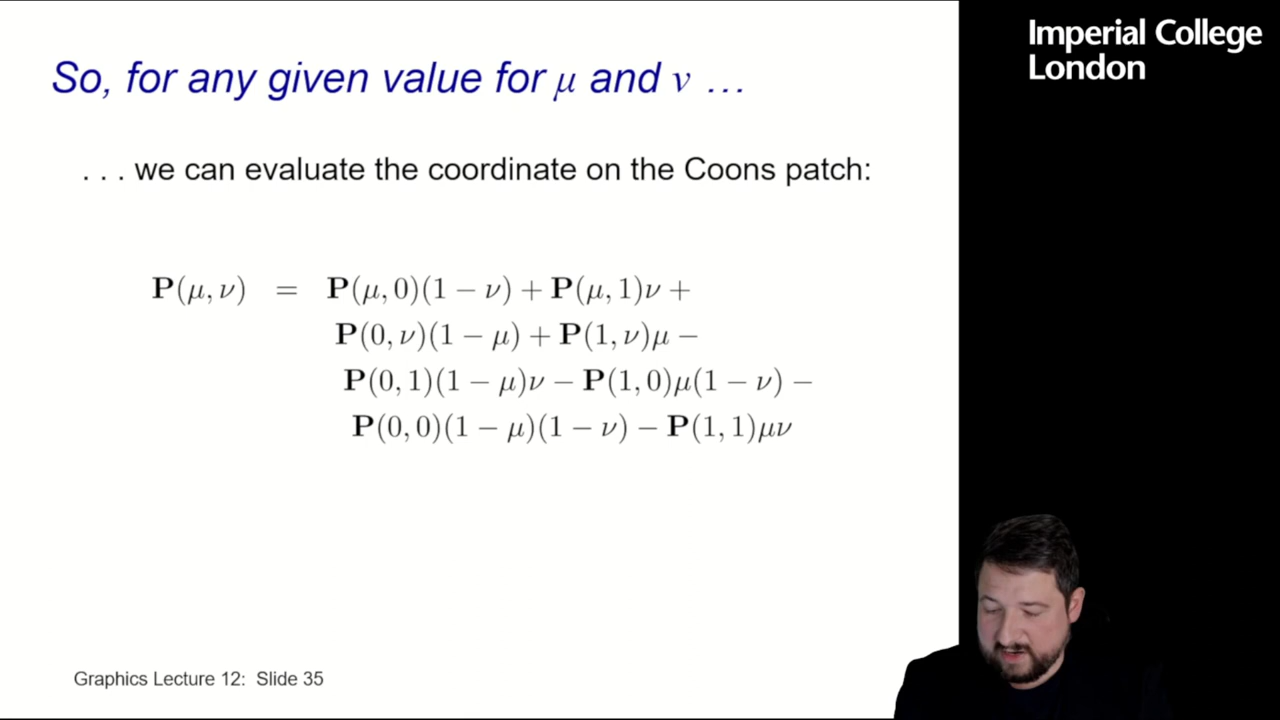 So, for any given value for μ and ν …
. . . we can evaluate the coordinate on the Coons patch:
P(μ, ν) = P(μ, 0)(1 − ν) + P(μ, 1)ν +
P(0, ν)(1 − μ) + P(1, ν)μ −
P(0, 1)(1 − μ)ν − P(1, 0)μ(1 − ν) −
P(0, 0)(1 − μ)(1 − ν) − P(1, 1)μν
Graphics Lecture 12: Slide 35
Imperial College
London